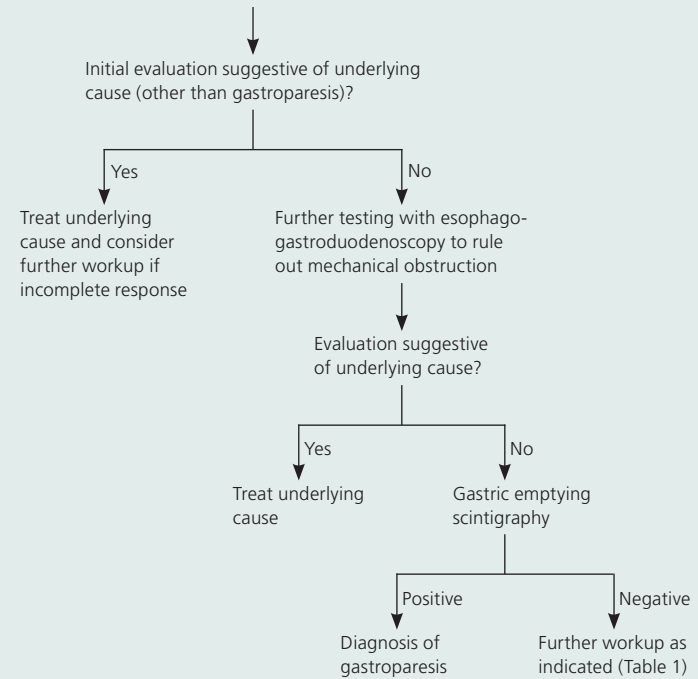 Initial evaluation suggestive of underlying
cause (other than gastroparesis)?
Yes
No
Treat underlying
cause and consider
further workup if
incomplete response
Further testing with esophago-
gastroduodenoscopy to rule
out mechanical obstruction
Evaluation suggestive
of underlying cause?
Yes
No
Treat underlying
cause
Gastric emptying
scintigraphy
Positive
Negative
Diagnosis of
gastroparesis
Further workup as
indicated (Table 1)